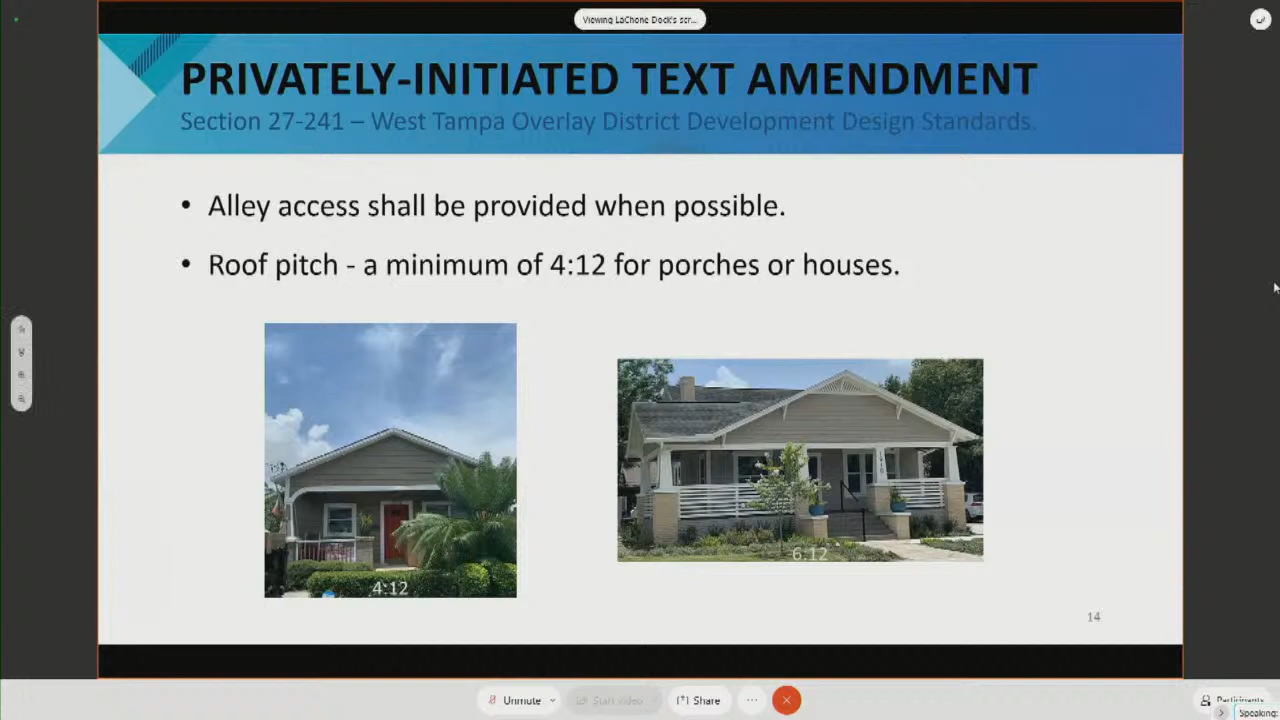 Viewing LaChone Dock's scr...
PRIVATELY-INITIATED TEXT AMENDMENT
Section 27-241 – West Tampa Overlay District Development Design Standards.
• Alley access shall be provided when possible.
• Roof pitch - a minimum of 4:12 for porches or houses.
4:12
6:12
14
Unmute
Start video
Share
Participants
Speaking: